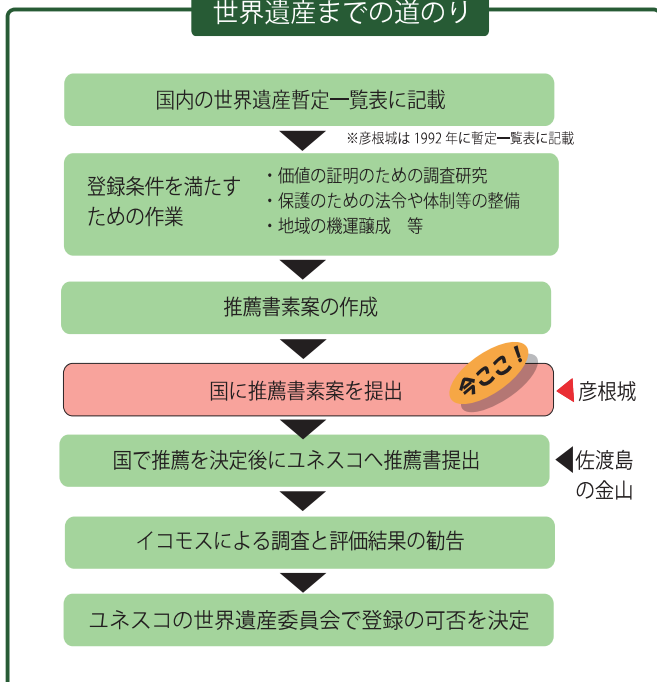 世界遺産までの道のり
国内の世界遺産暫定一覧表に記載
※彦根城は 1992 年に暫定一覧表に記載
登録条件を満たす
ための作業
・価値の証明のための調査研究
・保護のための法令や体制等の整備
・地域の機運醸成　等
推薦書素案の作成
国に推薦書素案を提出
今ここ！
彦根城
国で推薦を決定後にユネスコへ推薦書提出
佐渡島
の金山
イコモスによる調査と評価結果の勧告
ユネスコの世界遺産委員会で登録の可否を決定